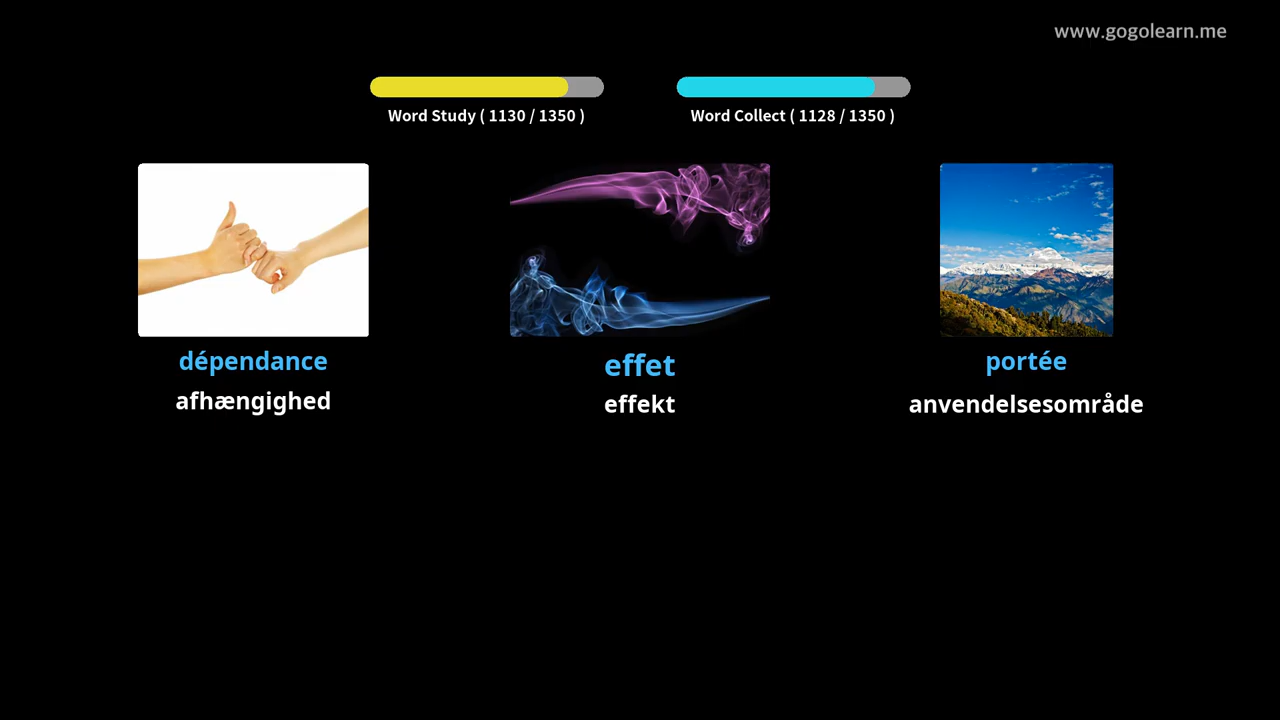 www.gogolearn.me
Word Study ( 1130 / 1350 )
Word Collect ( 1128 / 1350 )
dépendance
effet
portée
afhængighed
effekt
anvendelsesområde